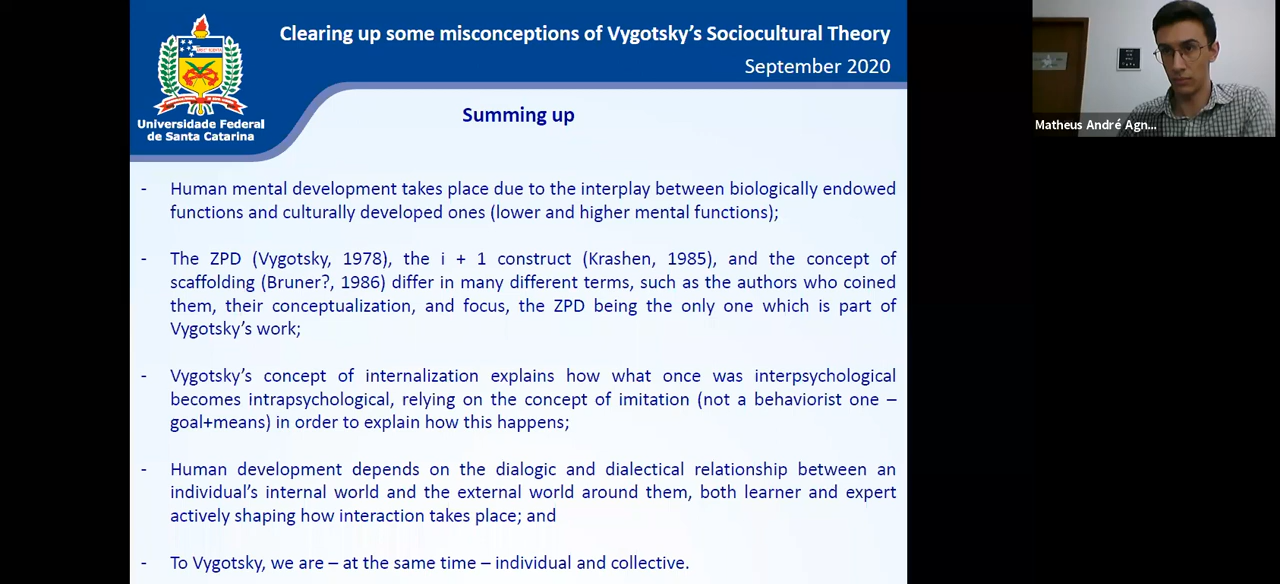 Clearing up some misconceptions of Vygotsky's Sociocultural Theory
September 2020
Universidade Federal
de Santa Catarina
Summing up
- Human mental development takes place due to the interplay between biologically endowed
functions and culturally developed ones (lower and higher mental functions);
- The ZPD (Vygotsky, 1978), the i + 1 construct (Krashen, 1985), and the concept of
scaffolding (Bruner?, 1986) differ in many different terms, such as the authors who coined
them, their conceptualization, and focus, the ZPD being the only one which is part of
Vygotsky's work;
- Vygotsky's concept of internalization explains how what once was interpsychological
becomes intrapsychological, relying on the concept of imitation (not a behaviorist one –
goal+means) in order to explain how this happens;
- Human development depends on the dialogic and dialectical relationship between an
individual's internal world and the external world around them, both learner and expert
actively shaping how interaction takes place; and
- To Vygotsky, we are – at the same time – individual and collective.
Matheus André Agn...